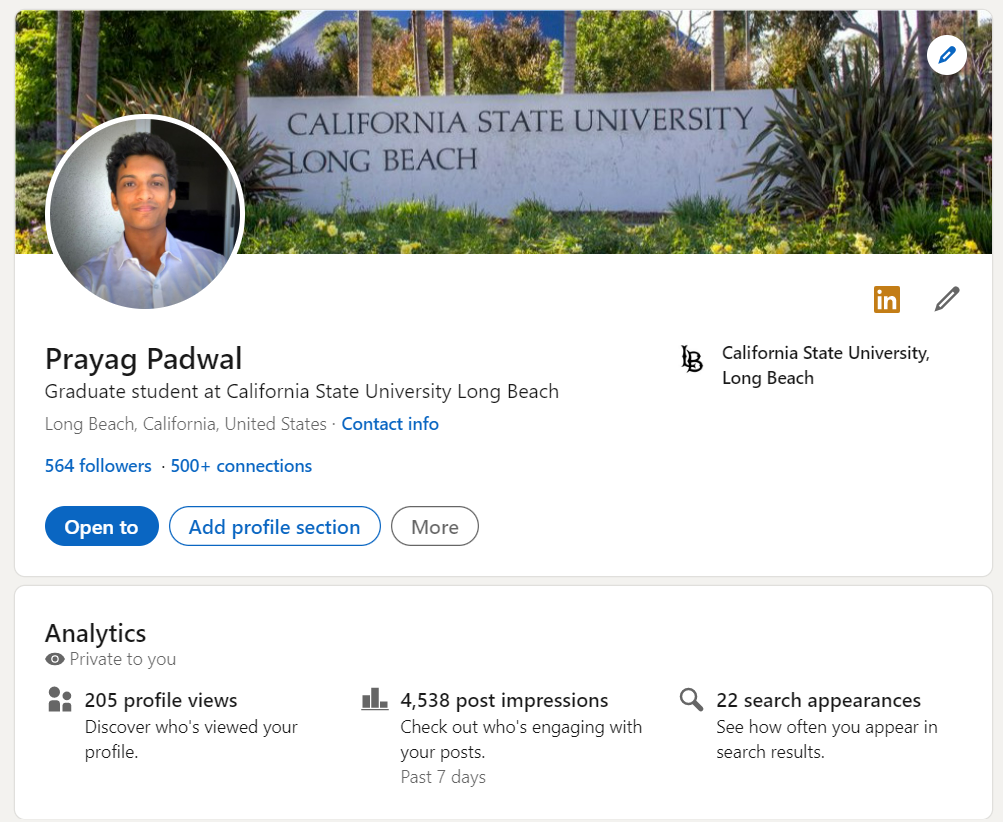 CALIFORNIA STATE UNIVERSITY
LONG BEACH
in
Prayag Padwal
LB
California State University,
Long Beach
Graduate student at California State University Long Beach
Long Beach, California, United States · Contact info
564 followers · 500+ connections
Open to
Add profile section
More
Analytics
Private to you
205 profile views
Discover who's viewed your
profile.
4,538 post impressions
Check out who's engaging with
your posts.
Past 7 days
22 search appearances
See how often you appear in
search results.